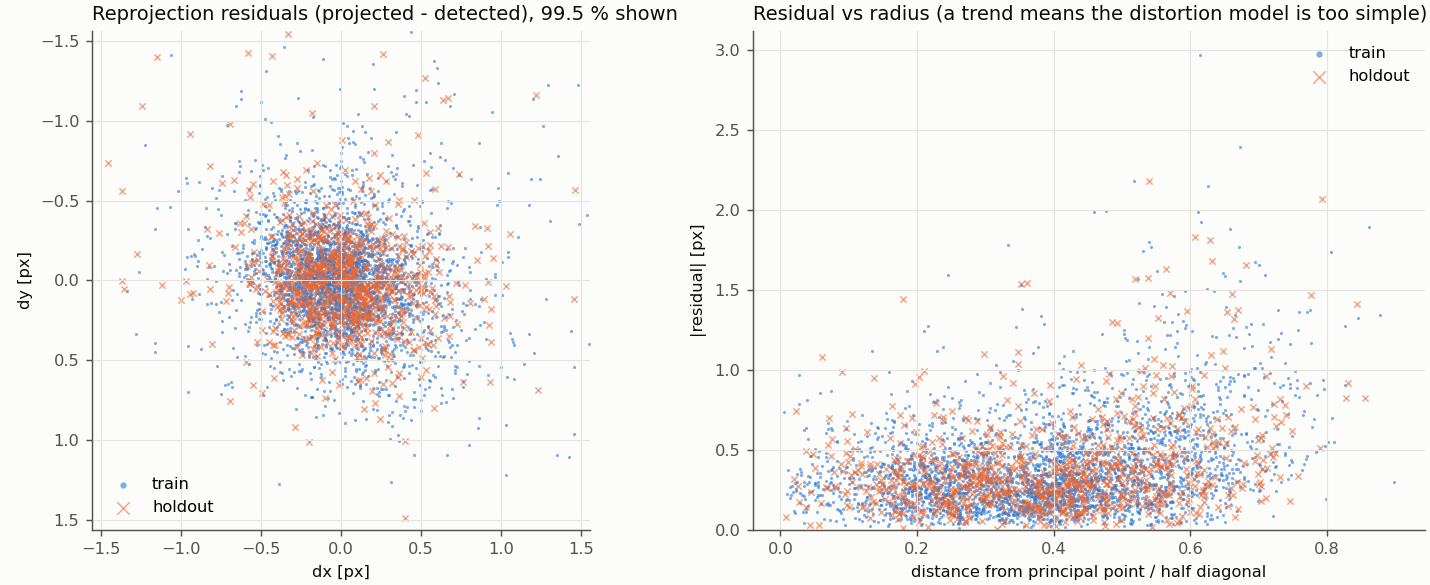 Reprojection residuals (projected - detected), 99.5 % shown
−1.5
−1.0
−0.5
0.0
0.5
1.0
1.5
dy [px]
train
holdout
−1.5 −1.0 −0.5 0.0 0.5 1.0 1.5
dx [px]
Residual vs radius (a trend means the distortion model is too simple)
3.0
2.5
2.0
1.5
1.0
0.5
0.0
|residual| [px]
train
holdout
0.0 0.2 0.4 0.6 0.8
distance from principal point / half diagonal